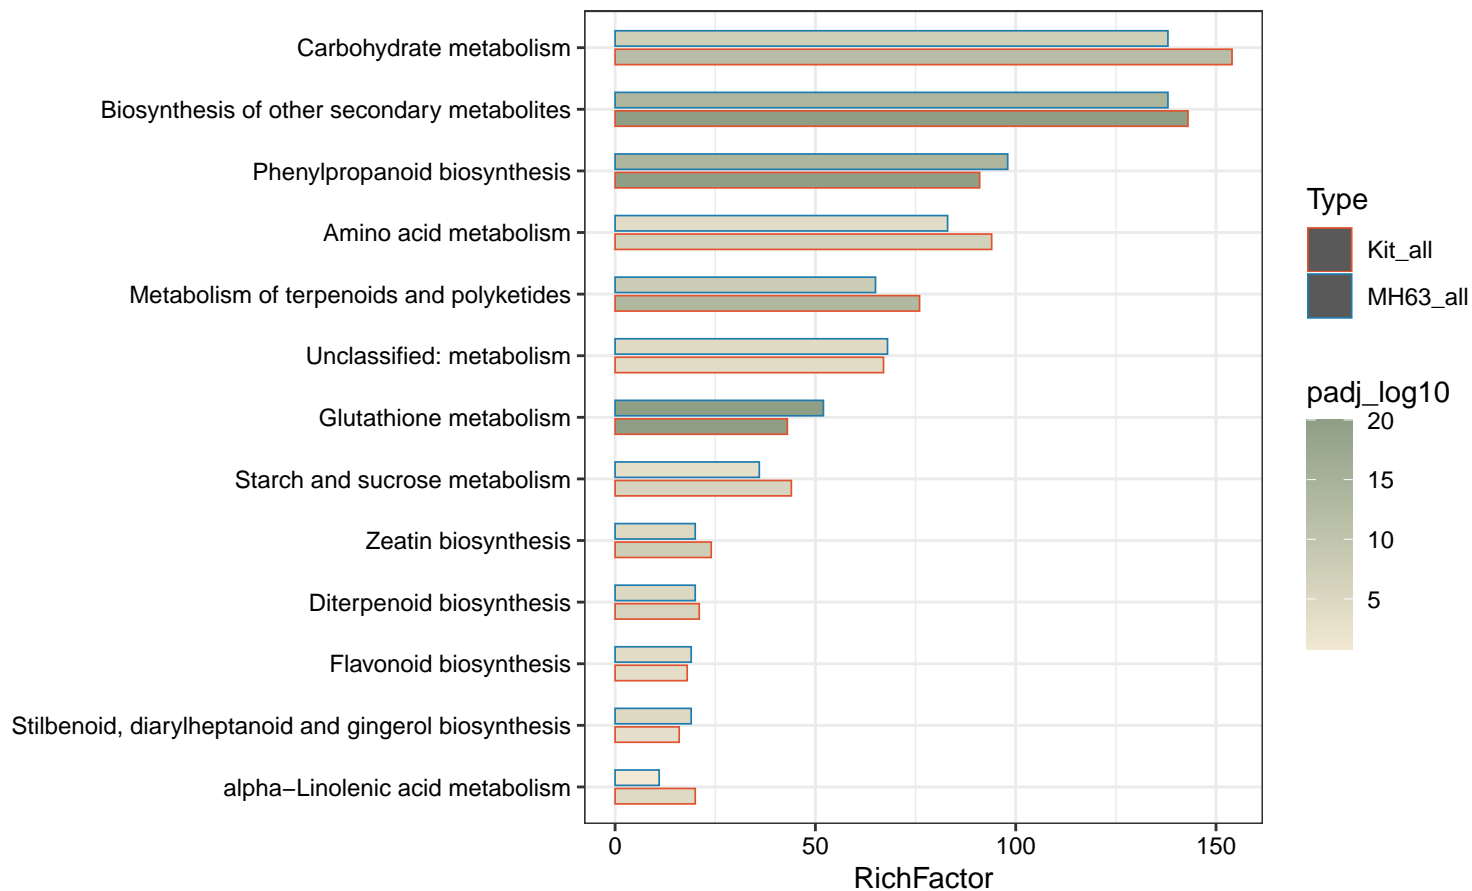 Carbohydrate metabolism
Biosynthesis of other secondary metabolites
Phenylpropanoid biosynthesis
Amino acid metabolism
Metabolism of terpenoids and polyketides
Unclassified: metabolism
Glutathione metabolism
Starch and sucrose metabolism
Zeatin biosynthesis
Diterpenoid biosynthesis
Flavonoid biosynthesis
Stilbenoid, diarylheptanoid and gingerol biosynthesis
alpha−Linolenic acid metabolism
0 50 100 150
RichFactor
Type
Kit_all
MH63_all
padj_log10
20
15
10
5